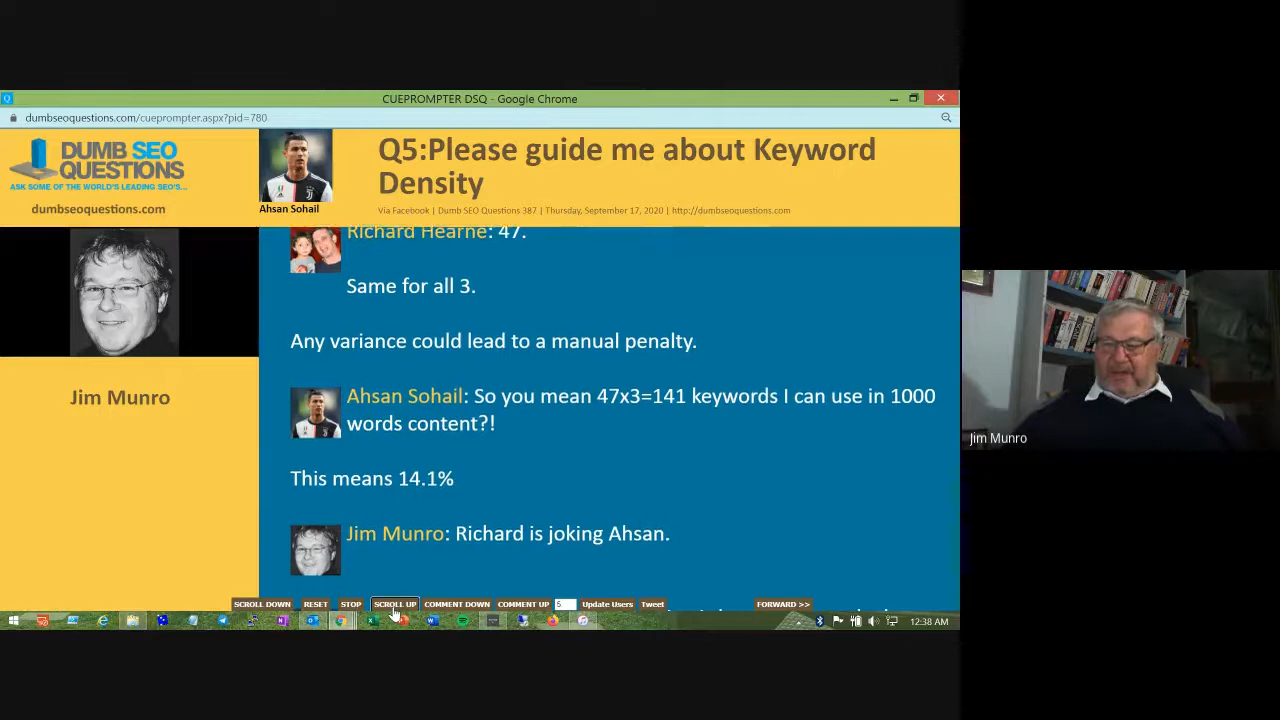 CUEPROMPTER DSQ - Google Chrome
dumbseoquestions.com/cueprompter.aspx?pid=780
DUMB SEO
QUESTIONS
ASK SOME OF THE WORLD'S LEADING SEO'S...
dumbseoquestions.com
Ahsan Sohail
Q5:Please guide me about Keyword
Density
Via Facebook | Dumb SEO Questions 387 | Thursday, September 17, 2020 | http://dumbseoquestions.com
Jim Munro
Richard Hearne: 47.
Same for all 3.
Any variance could lead to a manual penalty.
Ahsan Sohail: So you mean 47x3=141 keywords I can use in 1000
words content?!
This means 14.1%
Jim Munro: Richard is joking Ahsan.
SCROLL DOWN RESET STOP SCROLL UP COMMENT DOWN COMMENT UP 5 Update Users Tweet FORWARD >>
12:38 AM
Jim Munro